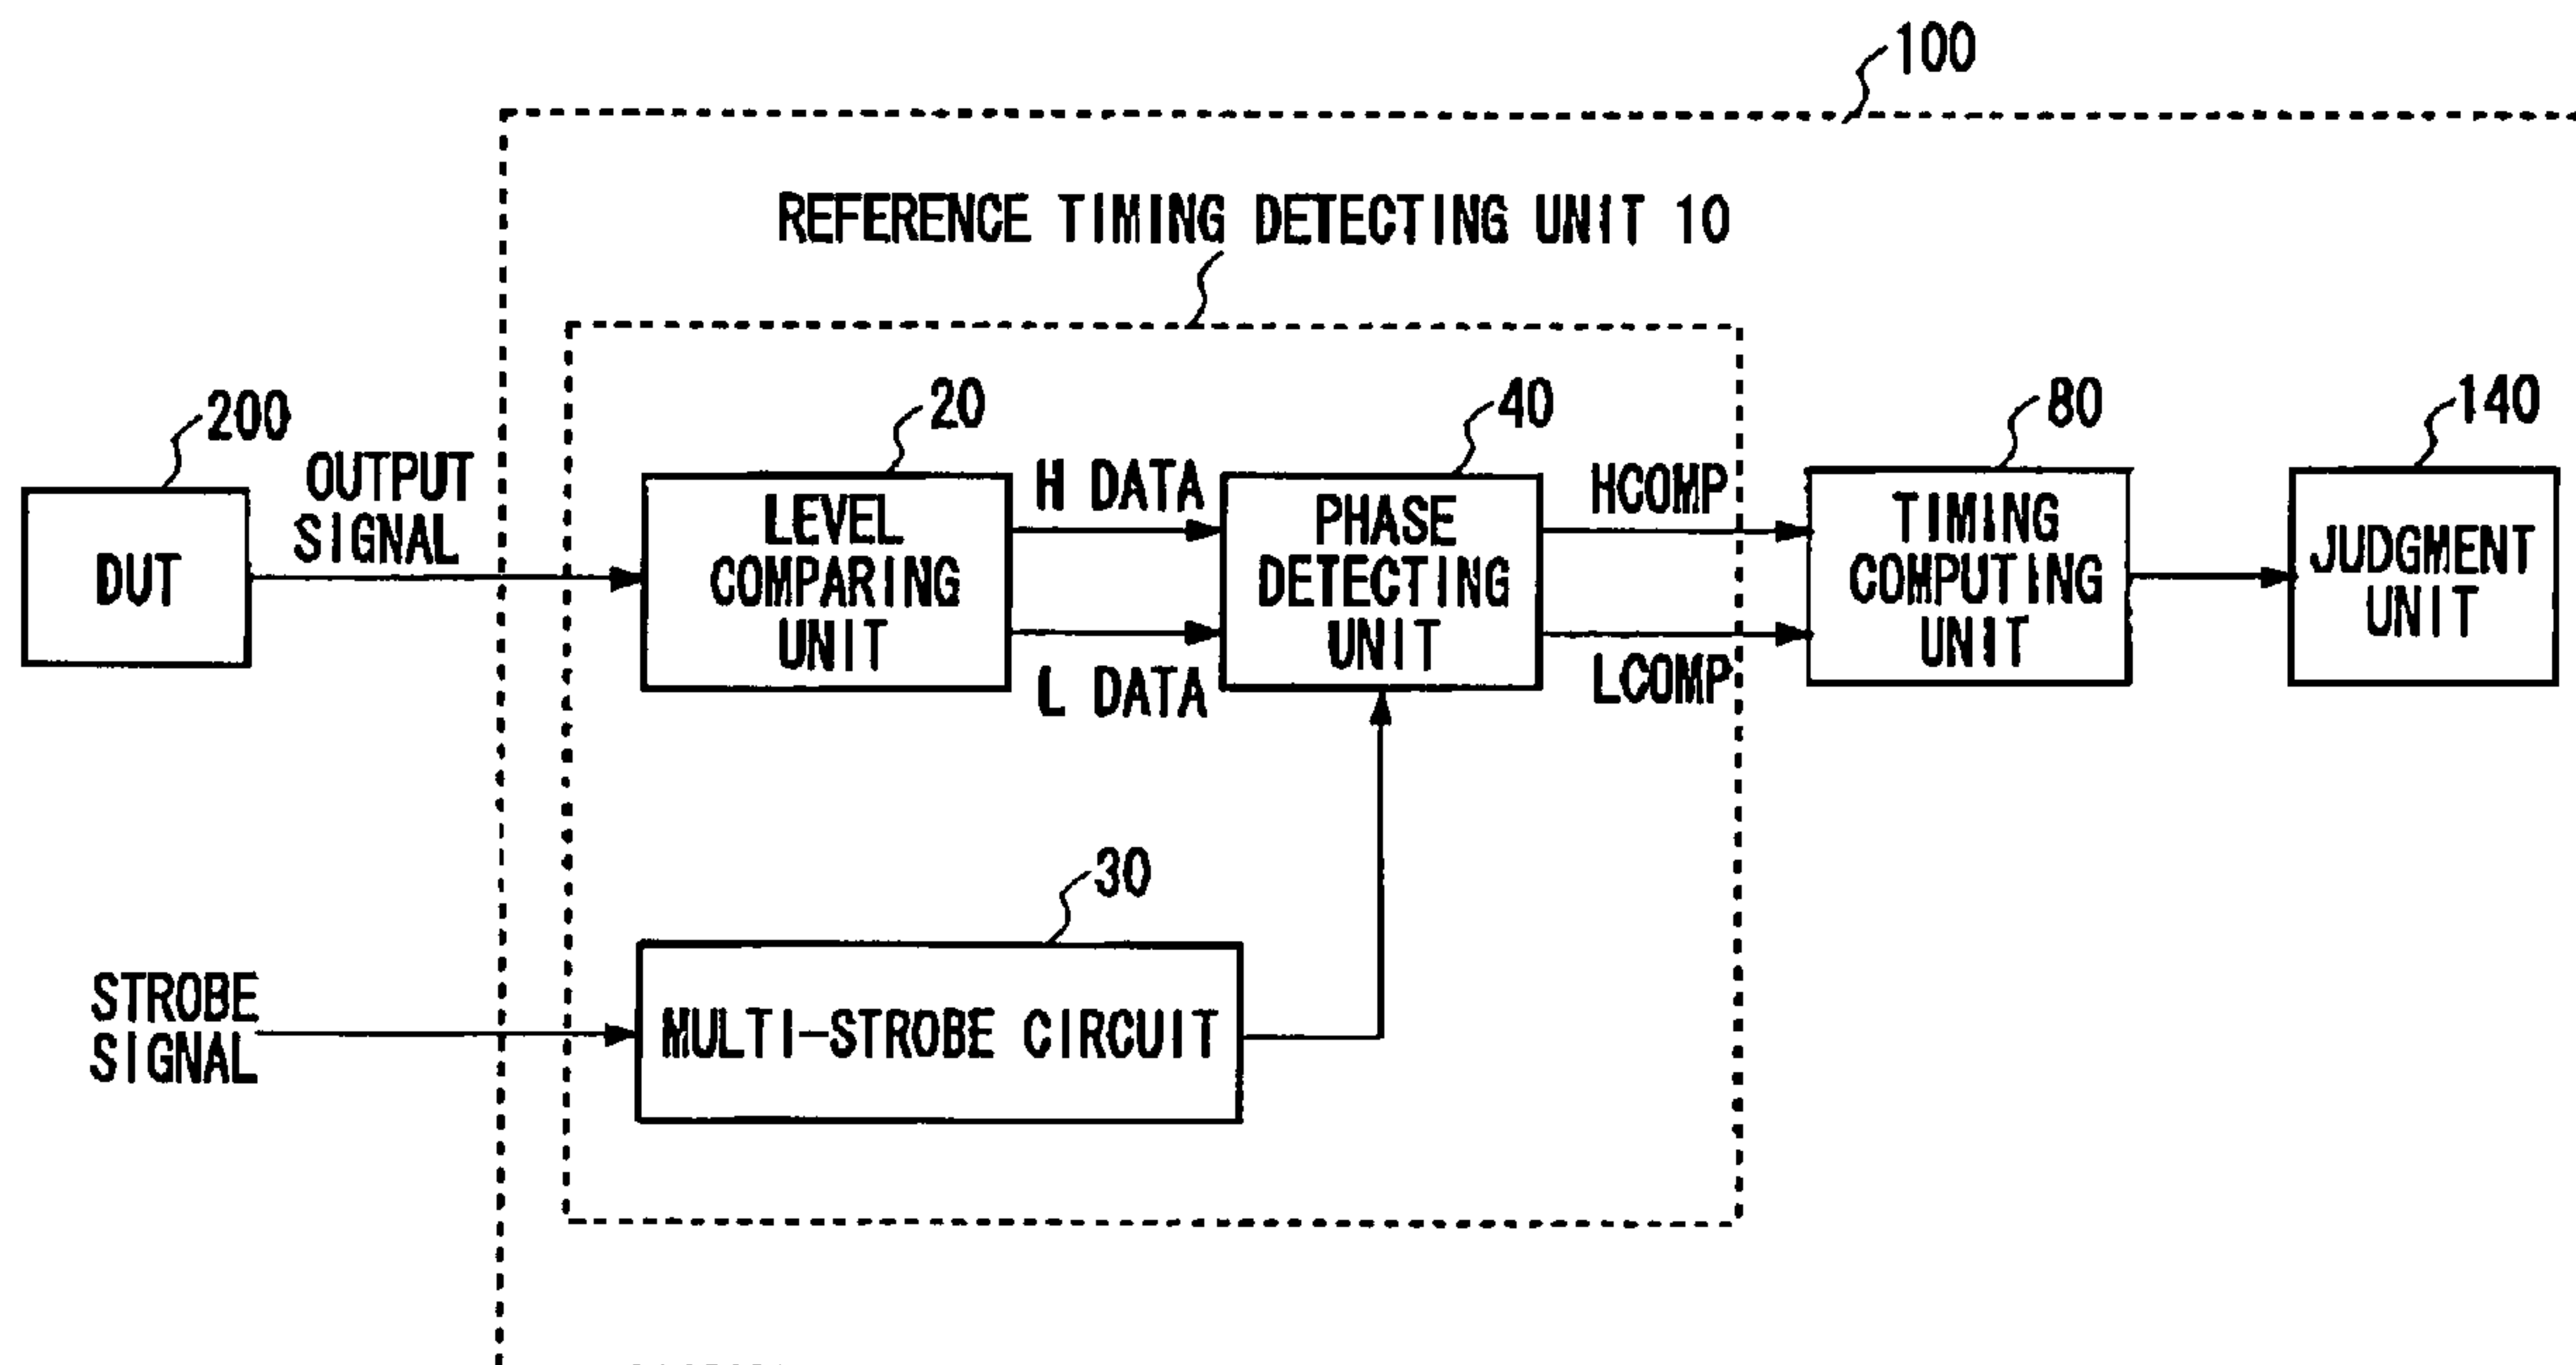 100
REFERENCE TIMING DETECTING UNIT 10
200
OUTPUT
SIGNAL
DUT
20
LEVEL
COMPARING
UNIT
H DATA
L DATA
40
PHASE
DETECTING
UNIT
HCOMP
LCOMP
80
TIMING
COMPUTING
UNIT
140
JUDGMENT
UNIT
30
STROBE
SIGNAL
MULTI-STROBE CIRCUIT